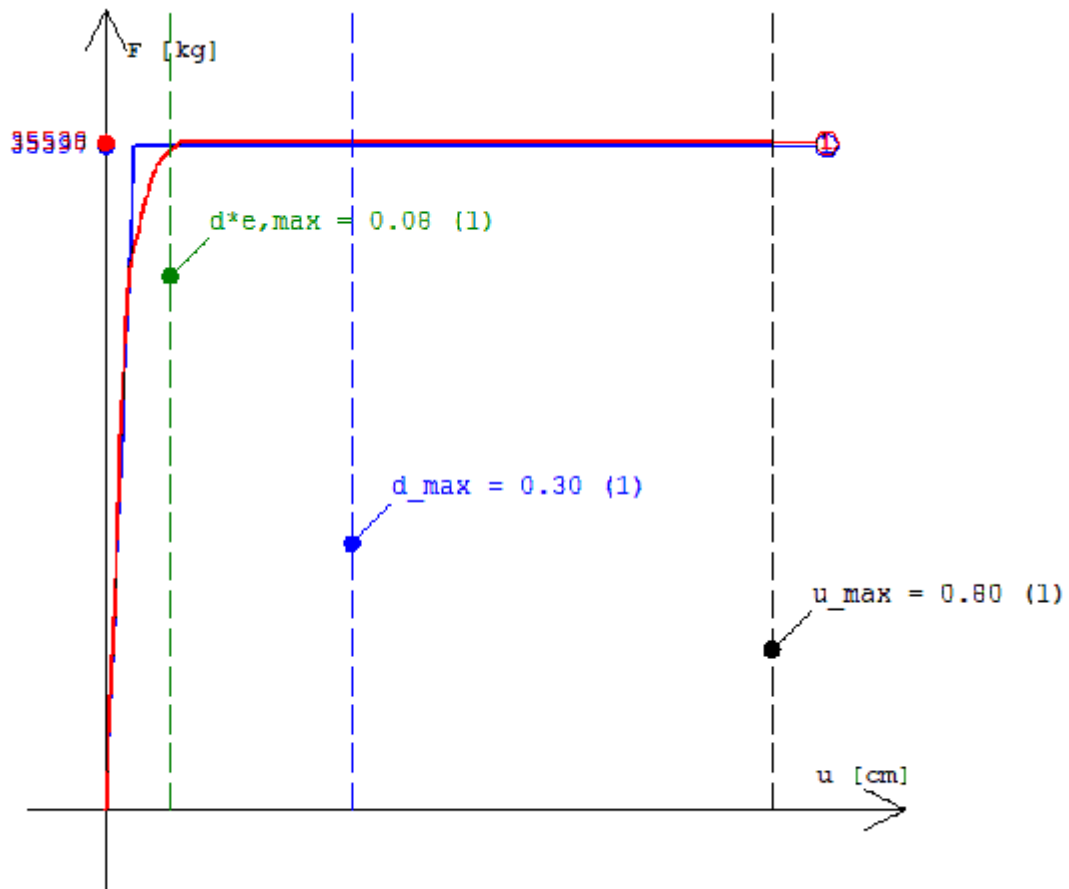 F [kg]
d*e,max = 0.08 (1)
d_max = 0.30 (1)
u_max = 0.80 (1)
u [cm]